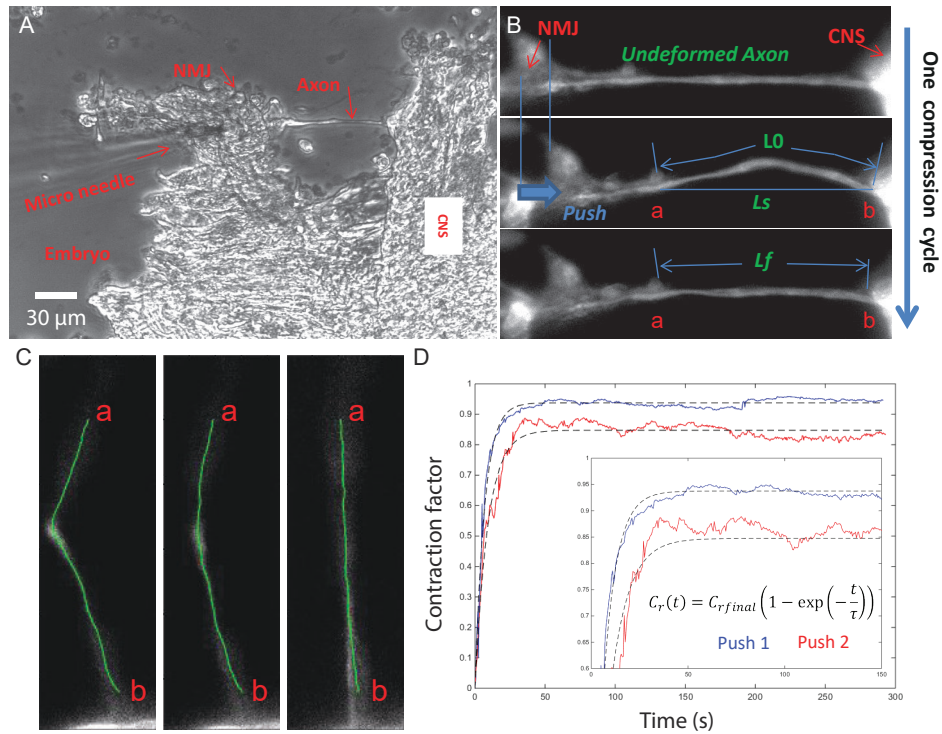 A
NMJ
Axon
Micro needle
CNS
Embryo
30 µm
B
NMJ
CNS
Undeformed Axon
L0
Push
a
Ls
b
Lf
a
b
One compression cycle
C
a
a
a
b
b
b
D
1
0.9
0.8
0.7
0.6
0.5
0.4
0.3
0.2
0.1
0
Contraction factor
0 50 100 150 200 250 300
Time (s)
0.95
0.9
0.85
0.8
0.75
0.7
0.65
0.6
0 50 100 150
C_r(t) = C_rfinal (1 − exp(−t/τ))
Push 1 Push 2